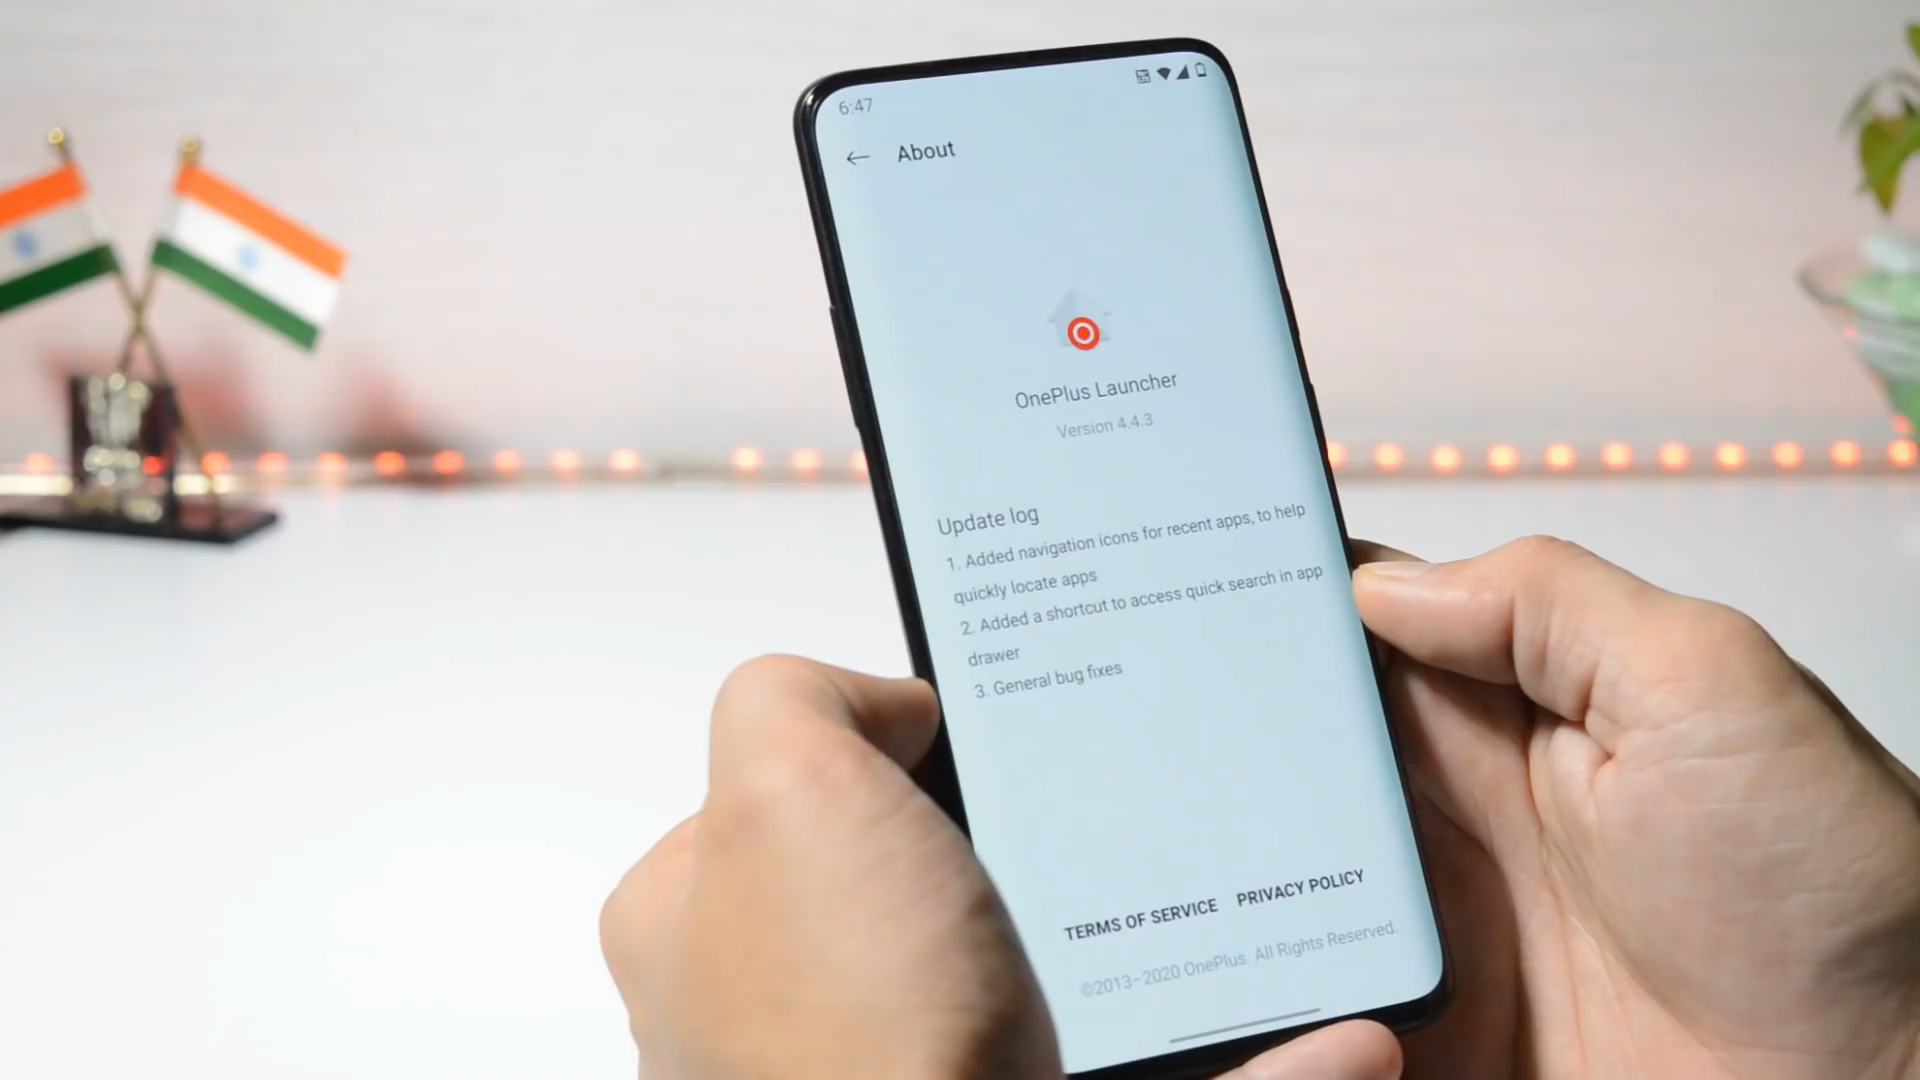 6:47
About
OnePlus Launcher
Version 4.4.3
Update log
1. Added navigation icons for recent apps, to help
quickly locate apps
2. Added a shortcut to access quick search in app
drawer
3. General bug fixes
TERMS OF SERVICE PRIVACY POLICY
©2013–2020 OnePlus. All Rights Reserved.